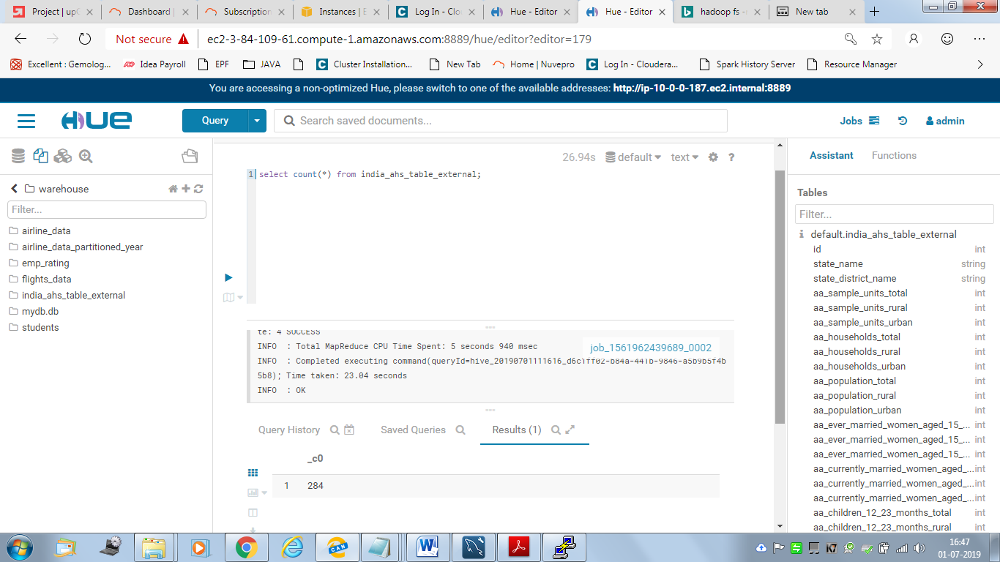 Project | up
Dashboard |
Subscription
Instances | E
Log In - Clo
Hue - Editor
Hue - Editor
hadoop fs -
New tab
Not secure
ec2-3-84-109-61.compute-1.amazonaws.com:8889/hue/editor?editor=179
Excellent : Gemolog...
Idea Payroll
EPF
JAVA
Cluster Installation...
New Tab
Home | Nuvepro
Log In - Cloudera...
Spark History Server
Resource Manager
You are accessing a non-optimized Hue, please switch to one of the available addresses: http://ip-10-0-0-187.ec2.internal:8889
HUE
Query
Search saved documents...
Jobs
admin
warehouse
Filter...
airline_data
airline_data_partitioned_year
emp_rating
flights_data
india_ahs_table_external
mydb.db
students
26.94s
default
text
?
1 select count(*) from india_ahs_table_external;
te: 4 SUCCESS
INFO : Total MapReduce CPU Time Spent: 5 seconds 940 msec
job_1561962439689_0002
INFO : Completed executing command(queryId=hive_20190701111616_d6c1ff02-b84a-441b-9846-a5b9b5f4b
5b8); Time taken: 23.04 seconds
INFO : OK
Query History
Saved Queries
Results (1)
_c0
1 284
Assistant
Functions
Tables
Filter...
default.india_ahs_table_external
id int
state_name string
state_district_name string
aa_sample_units_total int
aa_sample_units_rural int
aa_sample_units_urban int
aa_households_total int
aa_households_rural int
aa_households_urban int
aa_population_total int
aa_population_rural int
aa_population_urban int
aa_ever_married_women_aged_15_... int
aa_ever_married_women_aged_15_... int
aa_ever_married_women_aged_15_... int
aa_currently_married_women_aged_... int
aa_currently_married_women_aged_... int
aa_currently_married_women_aged_... int
aa_children_12_23_months_total int
aa_children_12_23_months_rural int
CAN
K7
16:47
01-07-2019